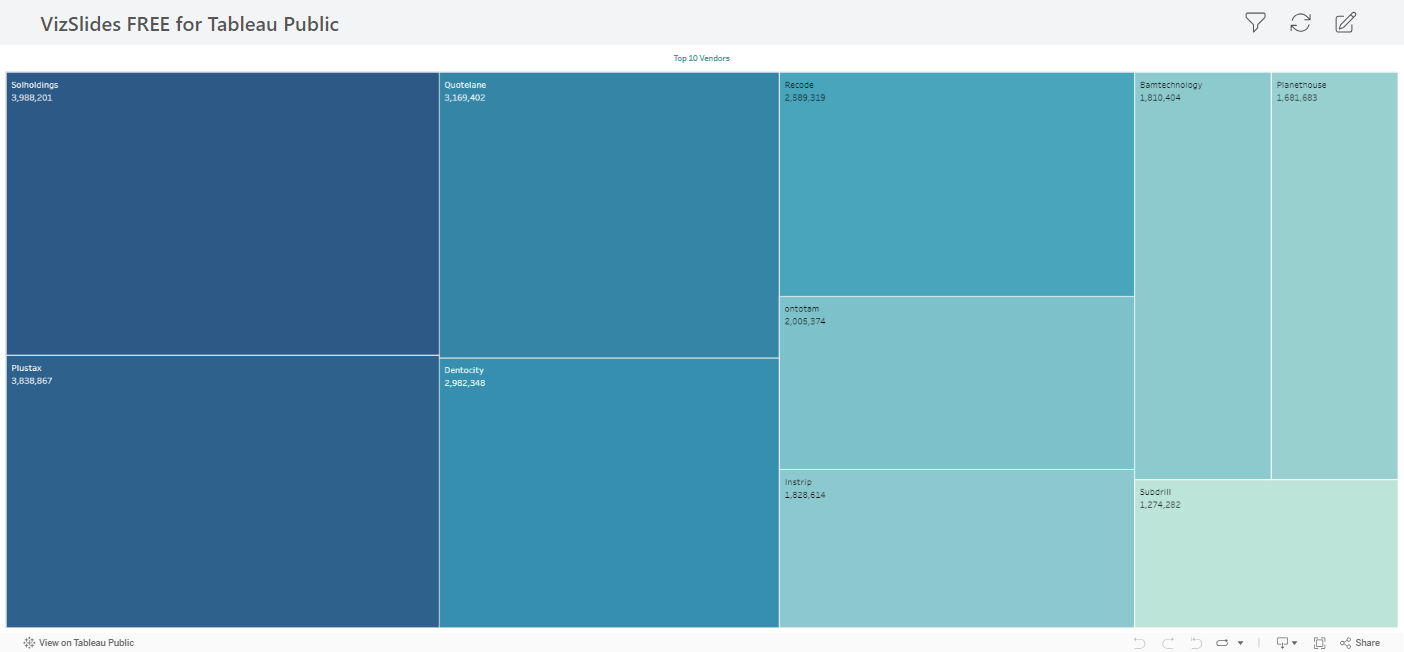 VizSlides FREE for Tableau Public
Top 10 Vendors
Solholdings
3,988,201
Plustax
3,838,867
Quotelane
3,169,402
Dentocity
2,982,348
Recode
2,589,319
ontotam
2,005,374
Instrip
1,828,614
Bamtechnology
1,810,404
Planethouse
1,681,683
Subdrill
1,274,282
View on Tableau Public
Share